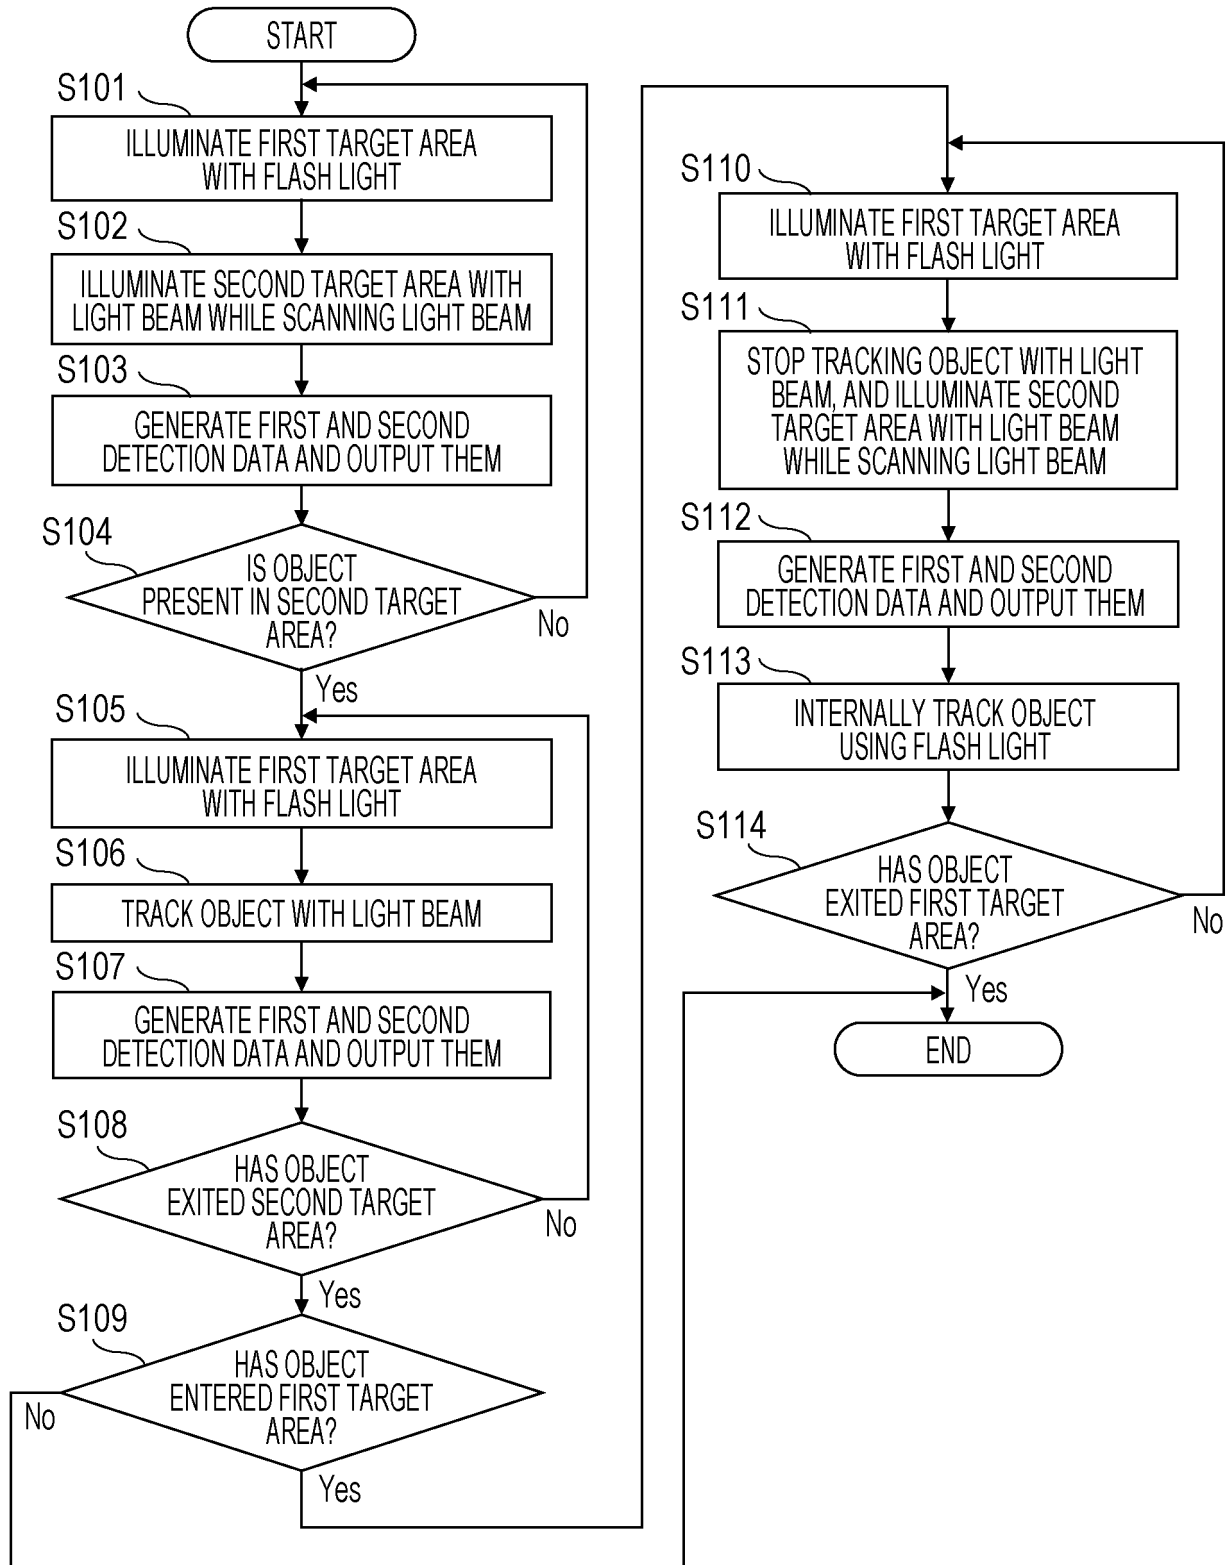 START
S101
ILLUMINATE FIRST TARGET AREA
WITH FLASH LIGHT
S102
ILLUMINATE SECOND TARGET AREA WITH
LIGHT BEAM WHILE SCANNING LIGHT BEAM
S103
GENERATE FIRST AND SECOND
DETECTION DATA AND OUTPUT THEM
S104
IS OBJECT
PRESENT IN SECOND TARGET
AREA?
No
Yes
S105
ILLUMINATE FIRST TARGET AREA
WITH FLASH LIGHT
S106
TRACK OBJECT WITH LIGHT BEAM
S107
GENERATE FIRST AND SECOND
DETECTION DATA AND OUTPUT THEM
S108
HAS OBJECT
EXITED SECOND TARGET
AREA?
No
Yes
S109
HAS OBJECT
ENTERED FIRST TARGET
AREA?
No
Yes
S110
ILLUMINATE FIRST TARGET AREA
WITH FLASH LIGHT
S111
STOP TRACKING OBJECT WITH LIGHT
BEAM, AND ILLUMINATE SECOND
TARGET AREA WITH LIGHT BEAM
WHILE SCANNING LIGHT BEAM
S112
GENERATE FIRST AND SECOND
DETECTION DATA AND OUTPUT THEM
S113
INTERNALLY TRACK OBJECT
USING FLASH LIGHT
S114
HAS OBJECT
EXITED FIRST TARGET
AREA?
No
Yes
END